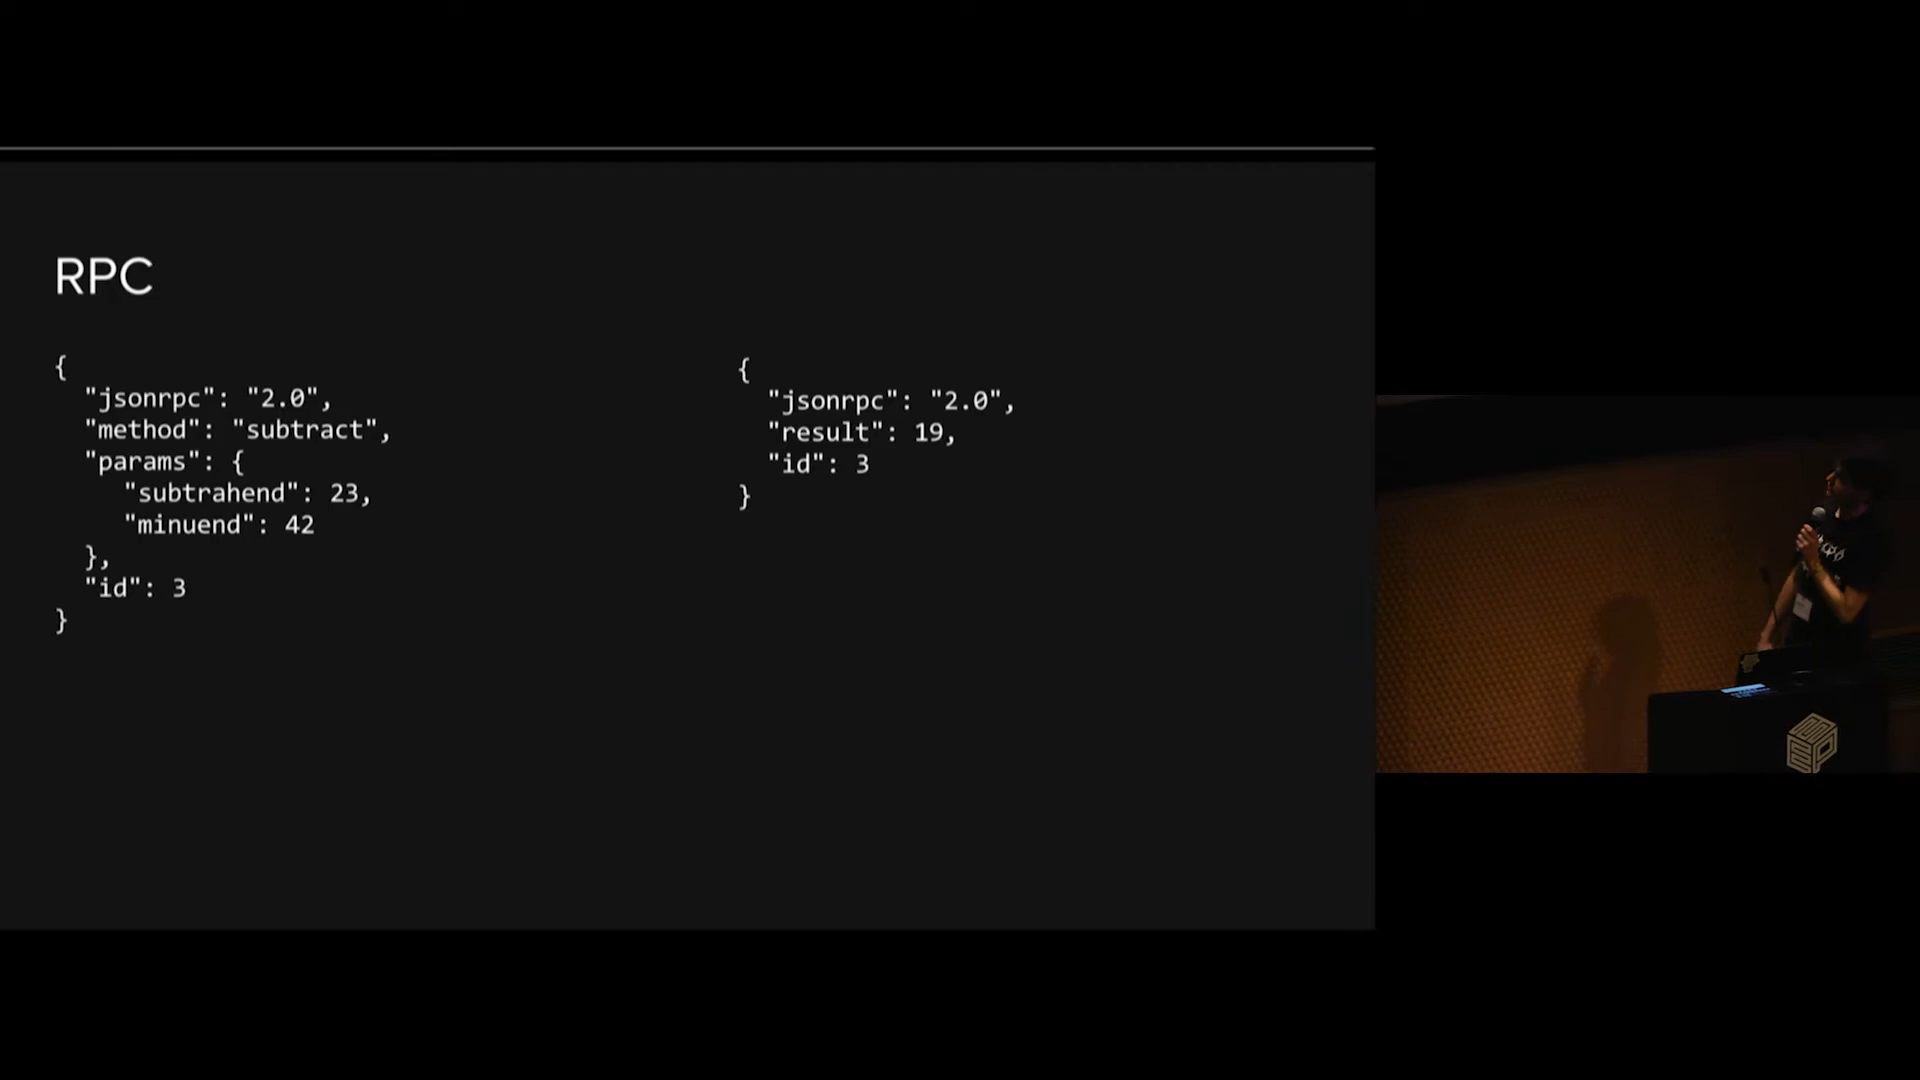 RPC
{
"jsonrpc": "2.0",
"method": "subtract",
"params": {
"subtrahend": 23,
"minuend": 42
},
"id": 3
}
{
"jsonrpc": "2.0",
"result": 19,
"id": 3
}